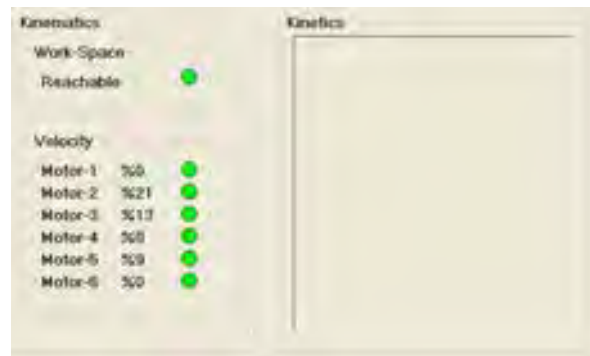 Kinematics
Work-Space
Reachable
Velocity
Motor-1 %0
Motor-2 %21
Motor-3 %13
Motor-4 %8
Motor-5 %9
Motor-6 %0
Kinetics